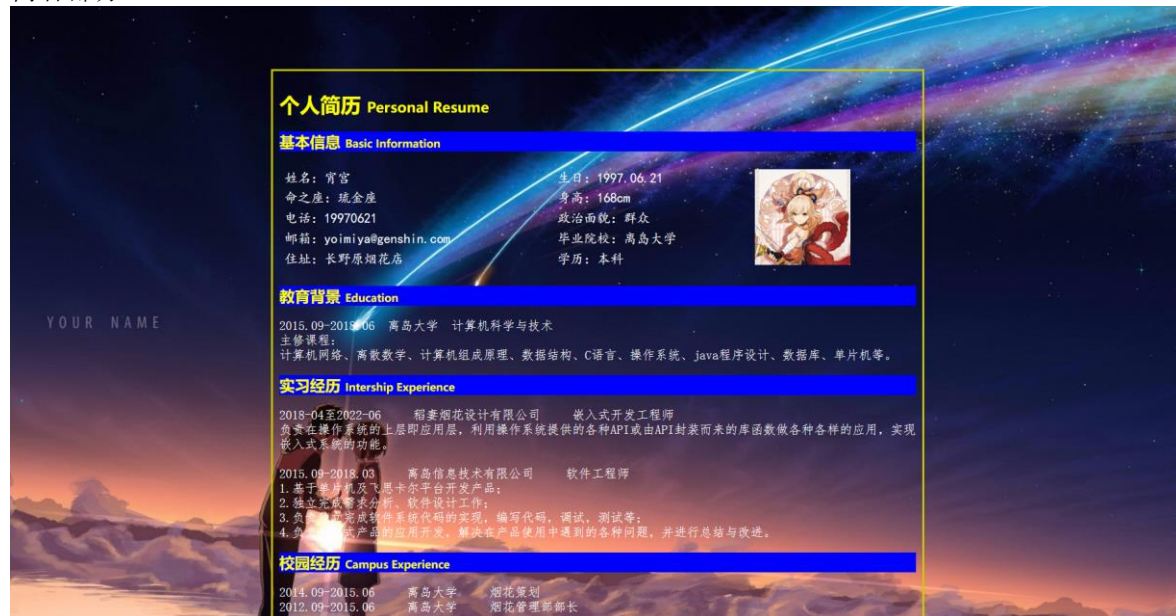 个人简历 Personal Resume
基本信息 Basic Information
姓名：宵宫
生日：1997.06.21
命之座：琉金座
身高：168cm
电话：19970621
政治面貌：群众
邮箱：yoimiya@genshin.com
毕业院校：离岛大学
住址：长野原烟花店
学历：本科
教育背景 Education
2015.09-2018.06 离岛大学 计算机科学与技术
主修课程：
计算机网络、离散数学、计算机组成原理、数据结构、C语言、操作系统、java程序设计、数据库、单片机等。
YOUR NAME
实习经历 Intership Experience
2018-04至2022-06 稻妻烟花设计有限公司 嵌入式开发工程师
负责在操作系统的上层即应用层，利用操作系统提供的各种API或由API封装而来的库函数做各种各样的应用，实现
嵌入式系统的功能。
2015.09-2018.03 离岛信息技术有限公司 软件工程师
1.基于单片机及飞思卡尔平台开发产品；
2.独立完成需求分析、软件设计工作；
3.负责独立完成软件系统代码的实现，编写代码，调试，测试等；
4.负 式产品的应用开发，解决在产品使用中遇到的各种问题，并进行总结与改进。
校园经历 Campus Experience
2014.09-2015.06 离岛大学 烟花策划
2012.09-2015.06 离岛大学 烟花管理部部长